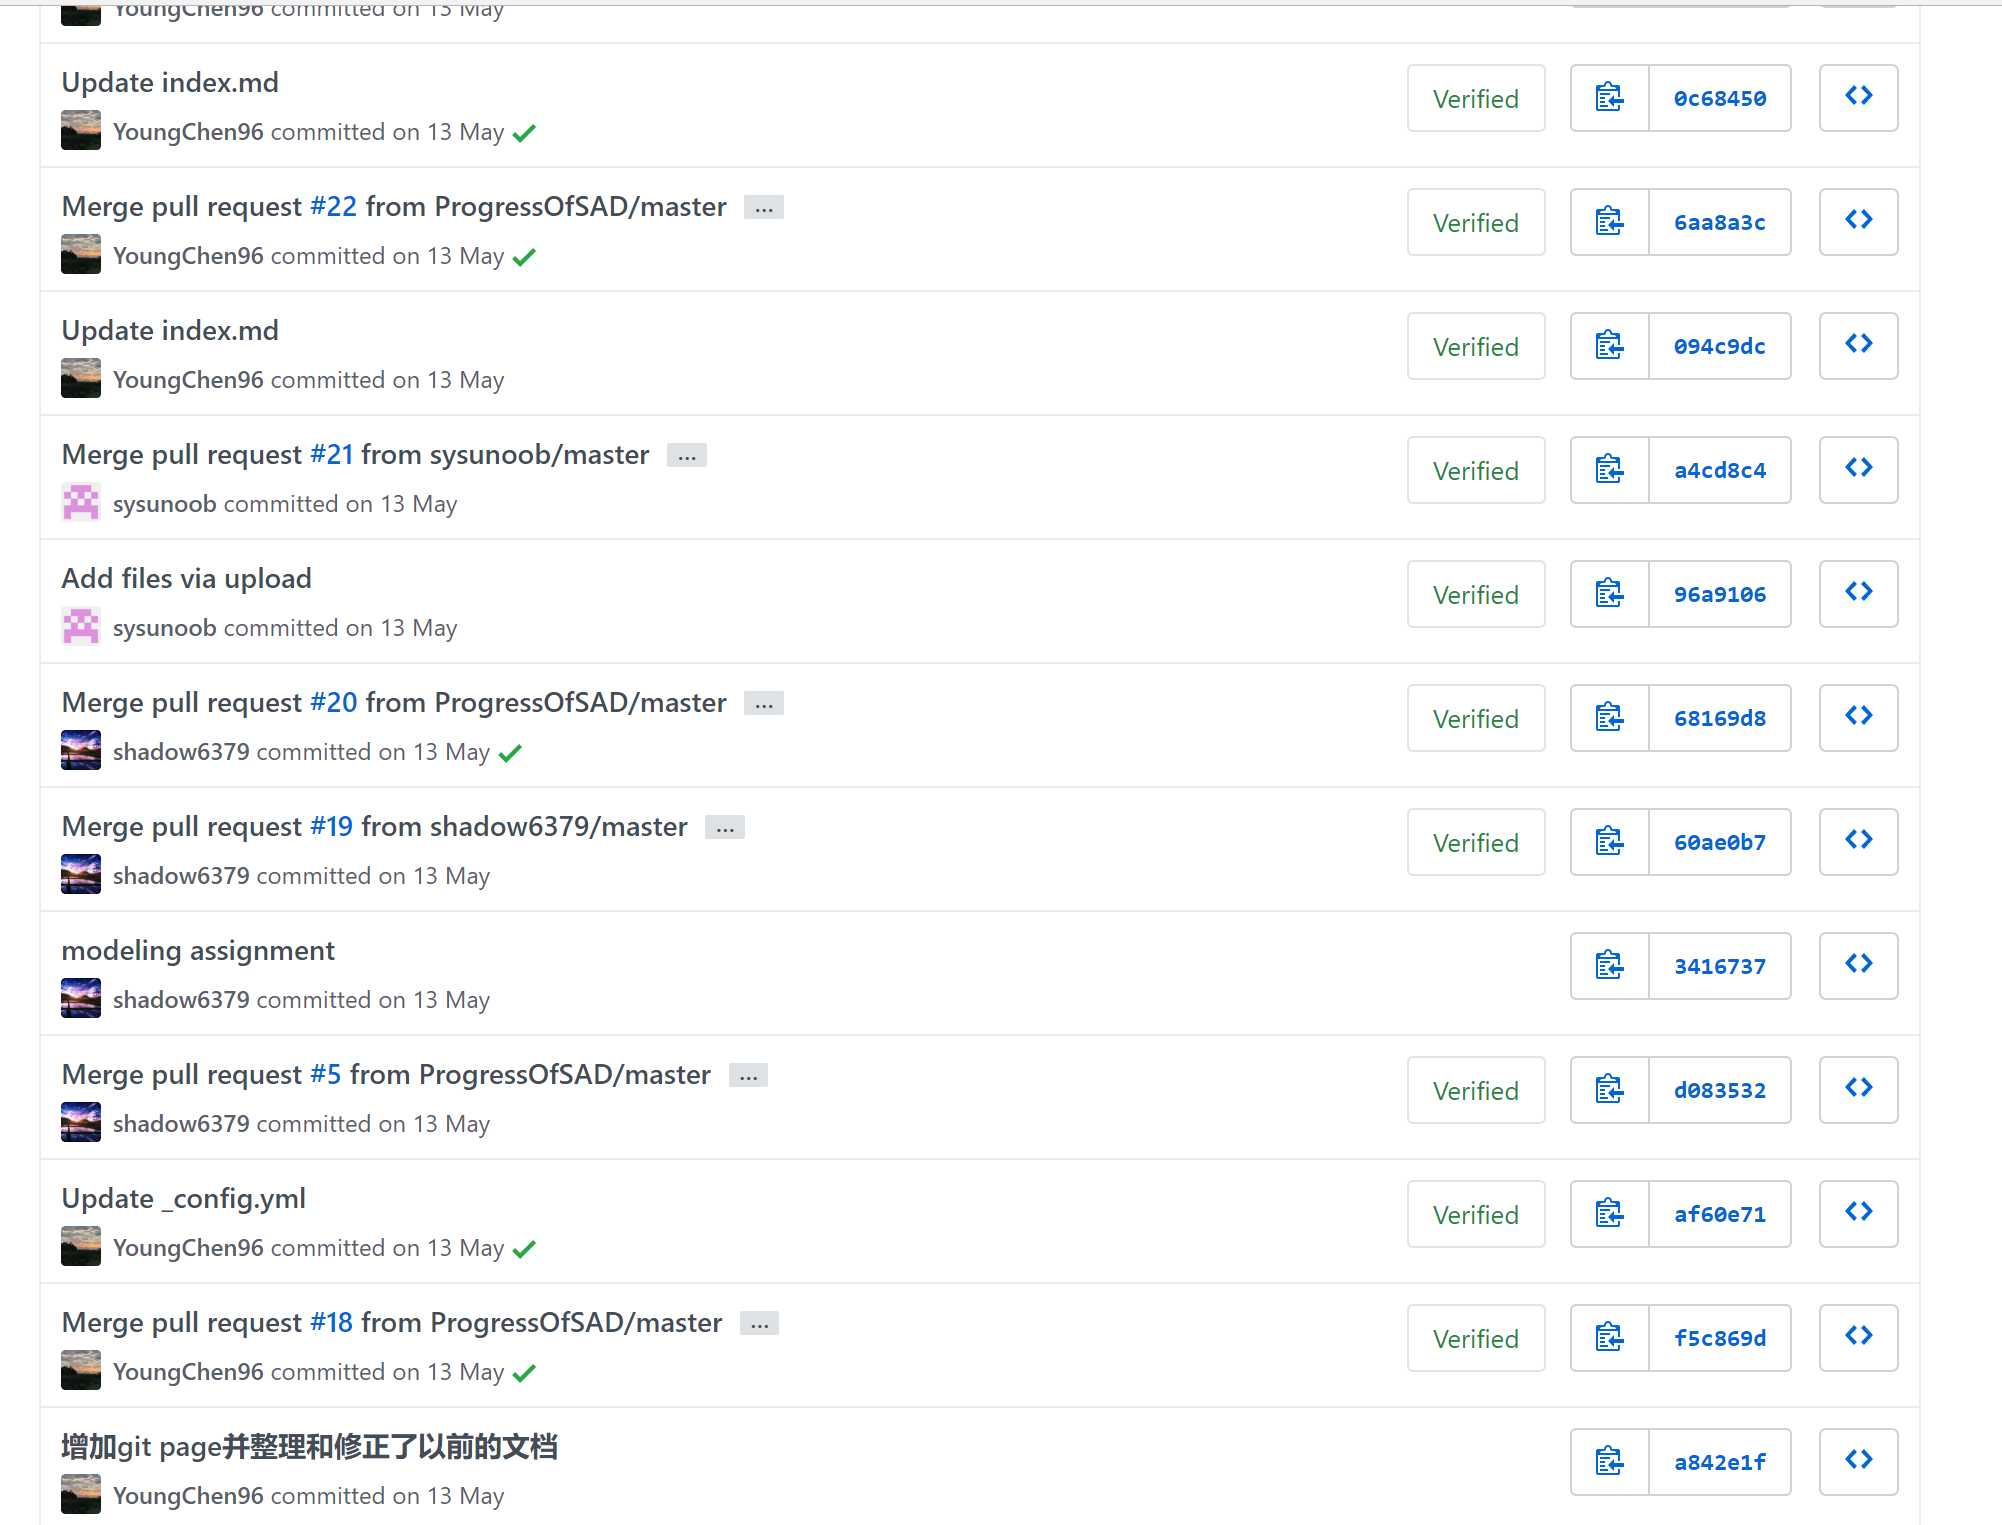 YoungChen96 committed on 13 May
Update index.md
YoungChen96 committed on 13 May
Verified
0c68450
Merge pull request #22 from ProgressOfSAD/master ...
YoungChen96 committed on 13 May
Verified
6aa8a3c
Update index.md
YoungChen96 committed on 13 May
Verified
094c9dc
Merge pull request #21 from sysunoob/master ...
sysunoob committed on 13 May
Verified
a4cd8c4
Add files via upload
sysunoob committed on 13 May
Verified
96a9106
Merge pull request #20 from ProgressOfSAD/master ...
shadow6379 committed on 13 May
Verified
68169d8
Merge pull request #19 from shadow6379/master ...
shadow6379 committed on 13 May
Verified
60ae0b7
modeling assignment
shadow6379 committed on 13 May
3416737
Merge pull request #5 from ProgressOfSAD/master ...
shadow6379 committed on 13 May
Verified
d083532
Update _config.yml
YoungChen96 committed on 13 May
Verified
af60e71
Merge pull request #18 from ProgressOfSAD/master ...
YoungChen96 committed on 13 May
Verified
f5c869d
增加git page并整理和修正了以前的文档
YoungChen96 committed on 13 May
a842e1f